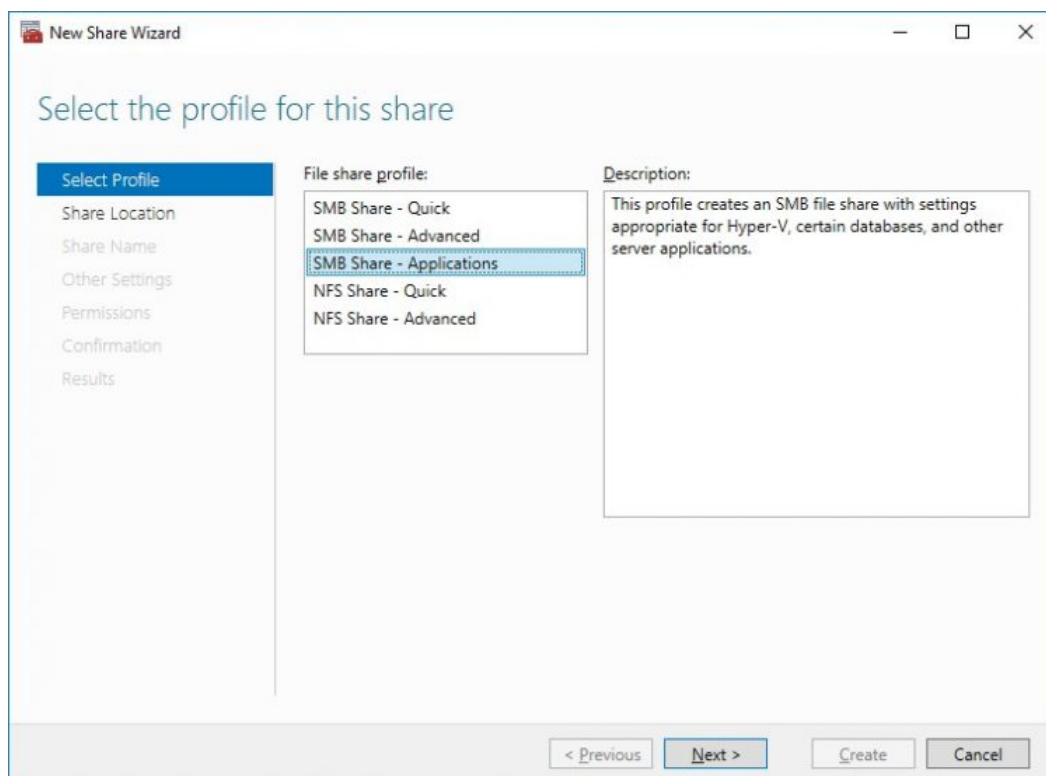 New Share Wizard
Select the profile for this share
Select Profile
Share Location
Share Name
Other Settings
Permissions
Confirmation
Results
File share profile:
SMB Share - Quick
SMB Share - Advanced
SMB Share - Applications
NFS Share - Quick
NFS Share - Advanced
Description:
This profile creates an SMB file share with settings
appropriate for Hyper-V, certain databases, and other
server applications.
< Previous
Next >
Create
Cancel